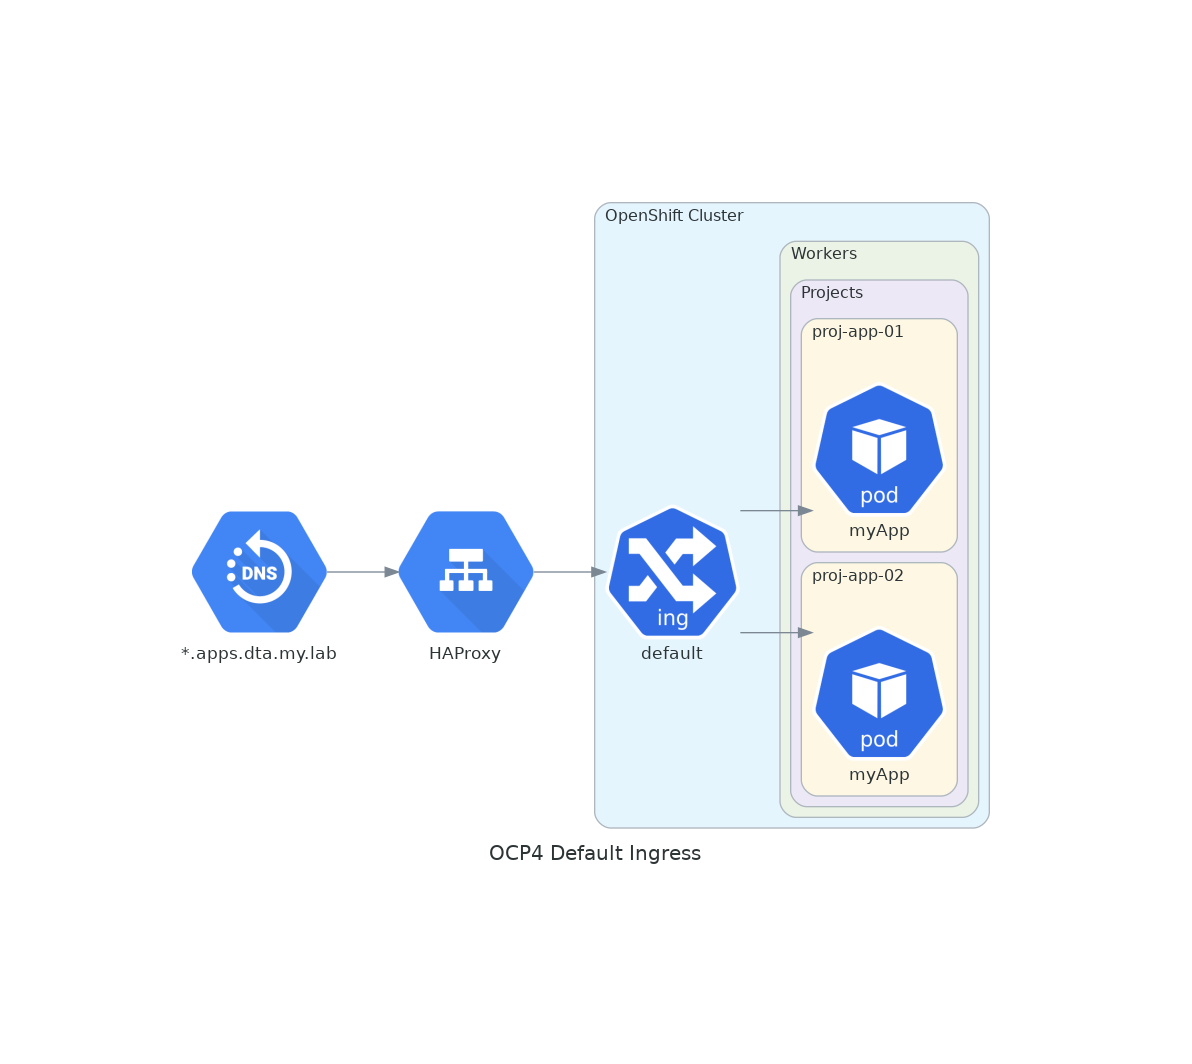 OpenShift Cluster
Workers
Projects
proj-app-01
pod
myApp
proj-app-02
DNS
*.apps.dta.my.lab
HAProxy
ing
default
pod
myApp
OCP4 Default Ingress